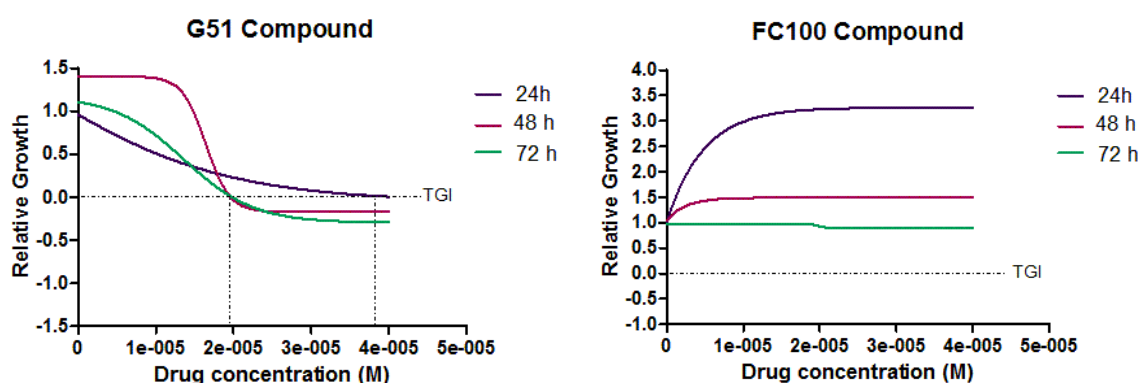 G51 Compound
1.5
1.0
0.5
0.0
-0.5
-1.0
-1.5
Relative Growth
0
1e-005
2e-005
3e-005
4e-005
5e-005
Drug concentration (M)
TGI
24h
48 h
72 h
FC100 Compound
4.0
3.5
3.0
2.5
2.0
1.5
1.0
0.5
0.0
-0.5
-1.0
Relative Growth
0
1e-005
2e-005
3e-005
4e-005
5e-005
Drug concentration (M)
TGI
24h
48 h
72 h